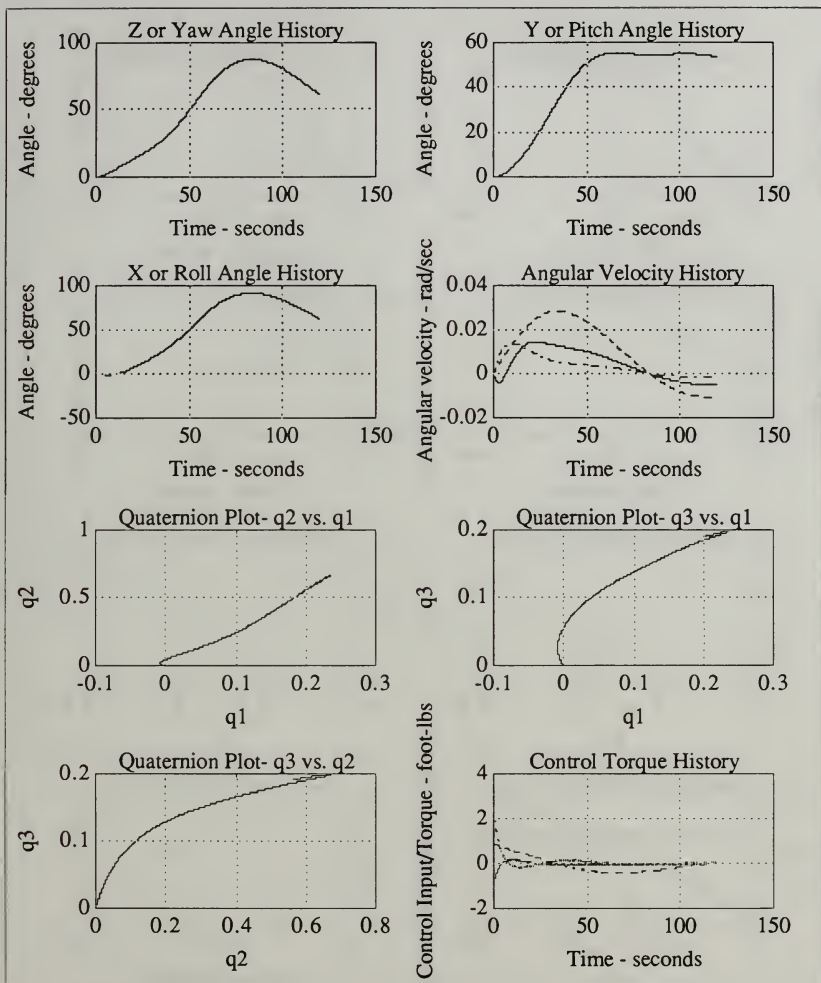 Z or Yaw Angle History
Angle - degrees
100
50
0
0
50
100
150
Time - seconds
Y or Pitch Angle History
Angle - degrees
60
40
20
0
0
50
100
150
Time - seconds
X or Roll Angle History
Angle - degrees
100
50
0
-50
0
50
100
150
Time - seconds
Angular Velocity History
Angular velocity - rad/sec
0.04
0.02
0
-0.02
0
50
100
150
Time - seconds
Quaternion Plot- q2 vs. q1
q2
1
0.5
0
-0.1
0
0.1
0.2
0.3
q1
Quaternion Plot- q3 vs. q1
q3
0.2
0.1
0
-0.1
0
0.1
0.2
0.3
q1
Quaternion Plot- q3 vs. q2
q3
0.2
0.1
0
0
0.2
0.4
0.6
0.8
q2
Control Torque History
Control Input/Torque - foot-lbs
4
2
0
-2
0
50
100
150
Time - seconds